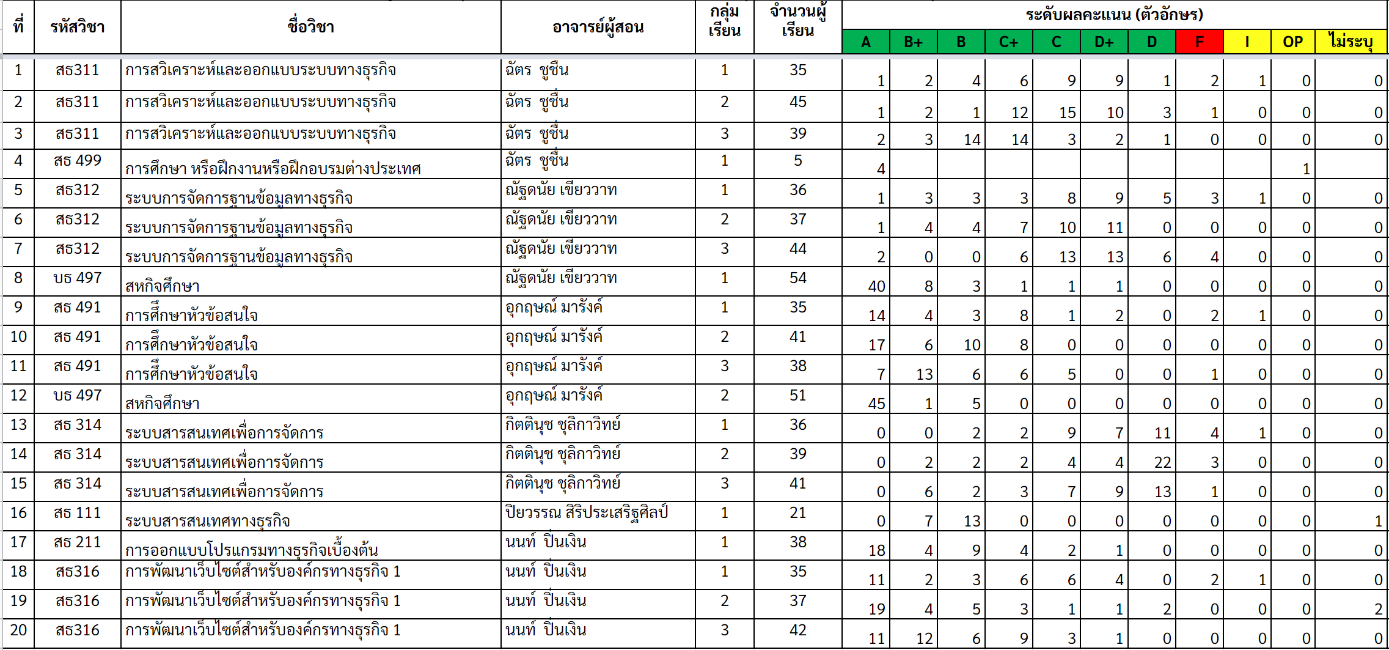 ที่ รหัสวิชา ชื่อวิชา อาจารย์ผู้สอน กลุ่มเรียน จำนวนผู้เรียน ระดับผลคะแนน (ตัวอักษร)
A B+ B C+ C D+ D F I OP ไม่ระบุ
1 สธ311 การสวิเคราะห์และออกแบบระบบทางธุรกิจ ฉัตร ชูชื่น 1 35 1 2 4 6 9 9 1 2 1 0 0
2 สธ311 การสวิเคราะห์และออกแบบระบบทางธุรกิจ ฉัตร ชูชื่น 2 45 1 2 1 12 15 10 3 1 0 0 0
3 สธ311 การสวิเคราะห์และออกแบบระบบทางธุรกิจ ฉัตร ชูชื่น 3 39 2 3 14 14 3 2 1 0 0 0 0
4 สธ 499 การศึกษา หรือฝึกงานหรือฝึกอบรมต่างประเทศ ฉัตร ชูชื่น 1 5 4 1
5 สธ312 ระบบการจัดการฐานข้อมูลทางธุรกิจ ณัฐดนัย เขียววาท 1 36 1 3 3 3 8 9 5 3 1 0 0
6 สธ312 ระบบการจัดการฐานข้อมูลทางธุรกิจ ณัฐดนัย เขียววาท 2 37 1 4 4 7 10 11 0 0 0 0 0
7 สธ312 ระบบการจัดการฐานข้อมูลทางธุรกิจ ณัฐดนัย เขียววาท 3 44 2 0 0 6 13 13 6 4 0 0 0
8 บธ 497 สหกิจศึกษา ณัฐดนัย เขียววาท 1 54 40 8 3 1 1 1 0 0 0 0 0
9 สธ 491 การศึกษาหัวข้อสนใจ อุกฤษณ์ มารังค์ 1 35 14 4 3 8 1 2 0 2 1 0 0
10 สธ 491 การศึกษาหัวข้อสนใจ อุกฤษณ์ มารังค์ 2 41 17 6 10 8 0 0 0 0 0 0 0
11 สธ 491 การศึกษาหัวข้อสนใจ อุกฤษณ์ มารังค์ 3 38 7 13 6 6 5 0 0 1 0 0 0
12 บธ 497 สหกิจศึกษา อุกฤษณ์ มารังค์ 2 51 45 1 5 0 0 0 0 0 0 0 0
13 สธ 314 ระบบสารสนเทศเพื่อการจัดการ กิตตินุช ชุลิกาวิทย์ 1 36 0 0 2 2 9 7 11 4 1 0 0
14 สธ 314 ระบบสารสนเทศเพื่อการจัดการ กิตตินุช ชุลิกาวิทย์ 2 39 0 2 2 2 4 4 22 3 0 0 0
15 สธ 314 ระบบสารสนเทศเพื่อการจัดการ กิตตินุช ชุลิกาวิทย์ 3 41 0 6 2 3 7 9 13 1 0 0 0
16 สธ 111 ระบบสารสนเทศทางธุรกิจ ปิยวรรณ สิริประเสริฐศิลป์ 1 21 0 7 13 0 0 0 0 0 0 0 1
17 สธ 211 การออกแบบโปรแกรมทางธุรกิจเบื้องต้น นนท์ ปิ่นเงิน 1 38 18 4 9 4 2 1 0 0 0 0 0
18 สธ316 การพัฒนาเว็บไซต์สำหรับองค์กรทางธุรกิจ 1 นนท์ ปิ่นเงิน 1 35 11 2 3 6 6 4 0 2 1 0 0
19 สธ316 การพัฒนาเว็บไซต์สำหรับองค์กรทางธุรกิจ 1 นนท์ ปิ่นเงิน 2 37 19 4 5 3 1 1 2 0 0 0 2
20 สธ316 การพัฒนาเว็บไซต์สำหรับองค์กรทางธุรกิจ 1 นนท์ ปิ่นเงิน 3 42 11 12 6 9 3 1 0 0 0 0 0